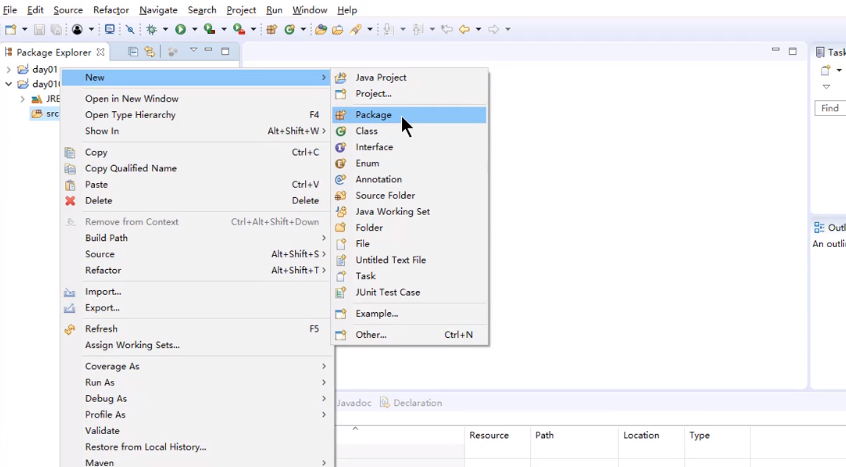 File Edit Source Refactor Navigate Search Project Run Window Help
Package Explorer
day01
JRE
src
New
Open in New Window
Open Type Hierarchy F4
Show In Alt+Shift+W
Copy Ctrl+C
Copy Qualified Name
Paste Ctrl+V
Delete Delete
Remove from Context Ctrl+Alt+Shift+Down
Build Path
Source Alt+Shift+S
Refactor Alt+Shift+T
Import...
Export...
Refresh F5
Assign Working Sets...
Coverage As
Run As
Debug As
Profile As
Validate
Restore from Local History...
Maven
Java Project
Project...
Package
Class
Interface
Enum
Annotation
Source Folder
Java Working Set
Folder
File
Untitled Text File
Task
JUnit Test Case
Example...
Other... Ctrl+N
Find
An outli
Javadoc Declaration
Resource Path Location Type